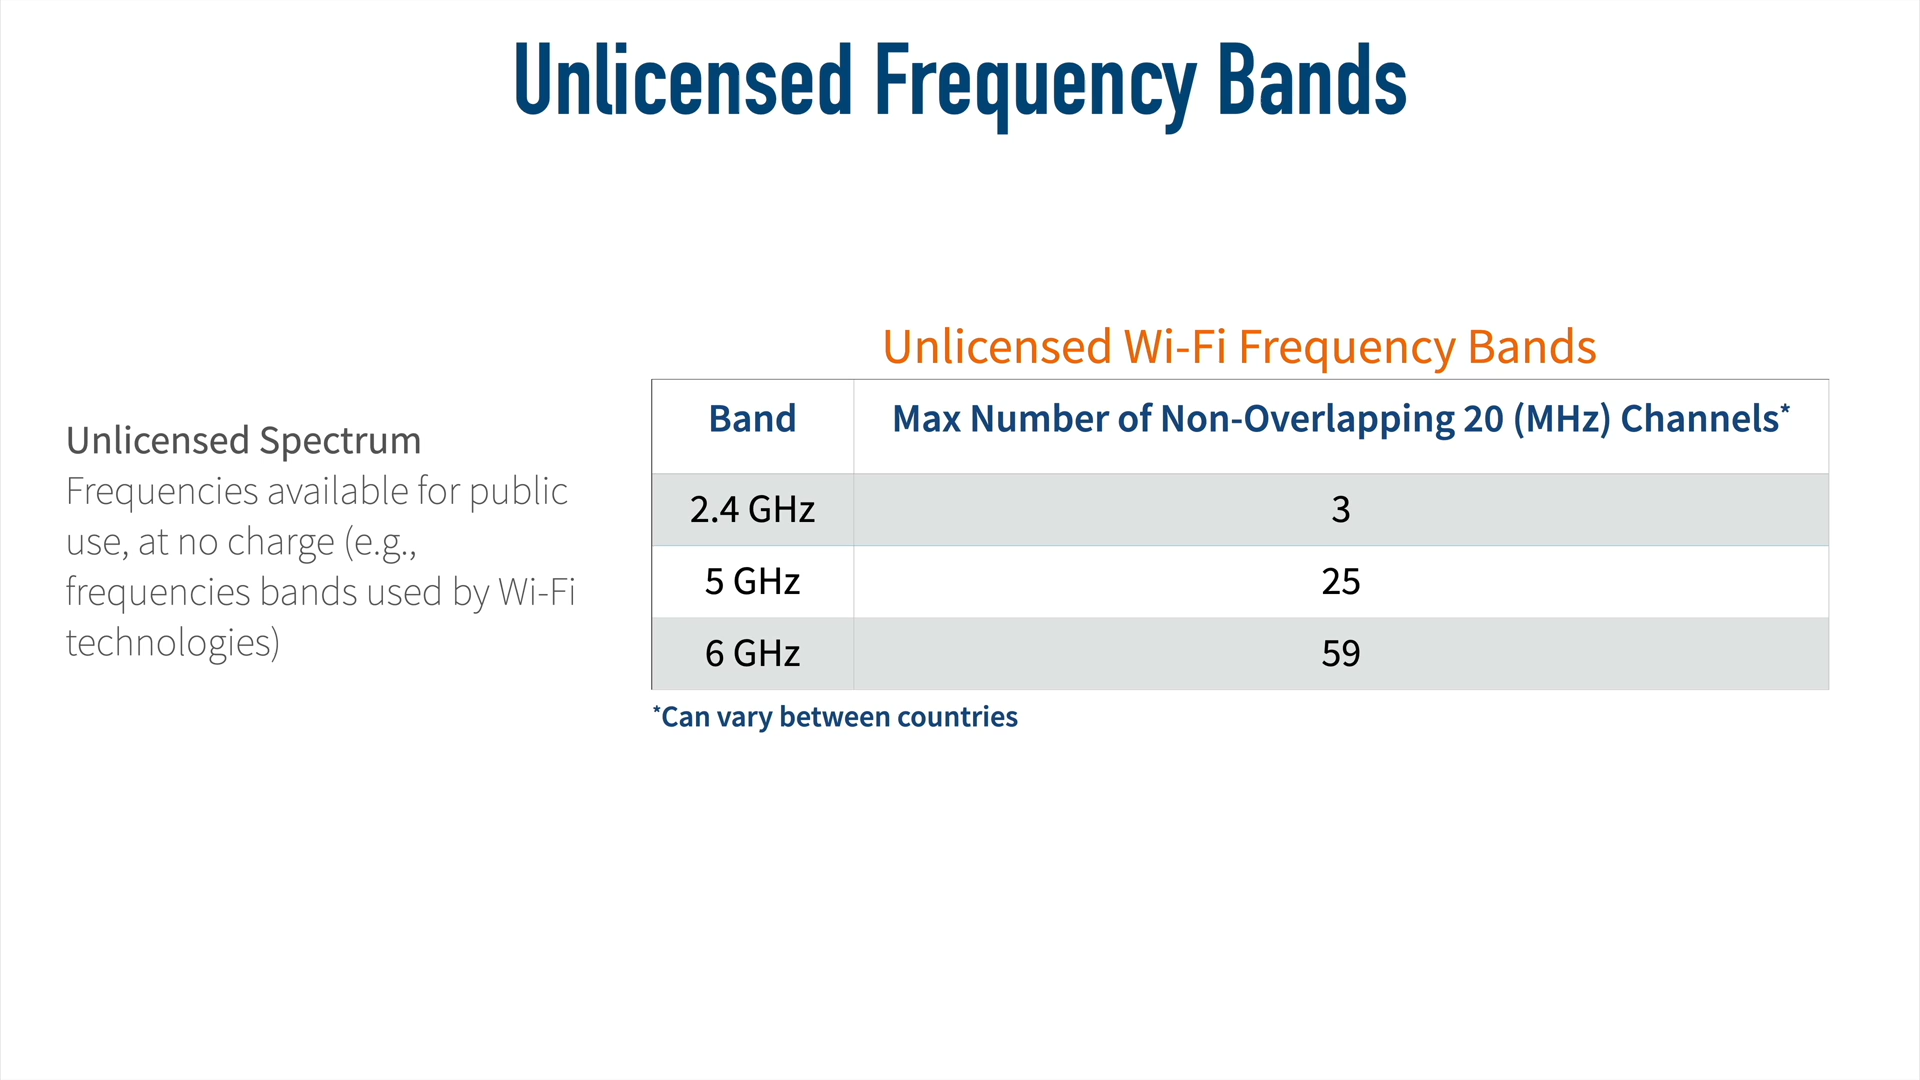 Unlicensed Frequency Bands
Unlicensed Spectrum
Frequencies available for public
use, at no charge (e.g.,
frequencies bands used by Wi-Fi
technologies)
Unlicensed Wi-Fi Frequency Bands
Band Max Number of Non-Overlapping 20 (MHz) Channels*
2.4 GHz 3
5 GHz 25
6 GHz 59
*Can vary between countries